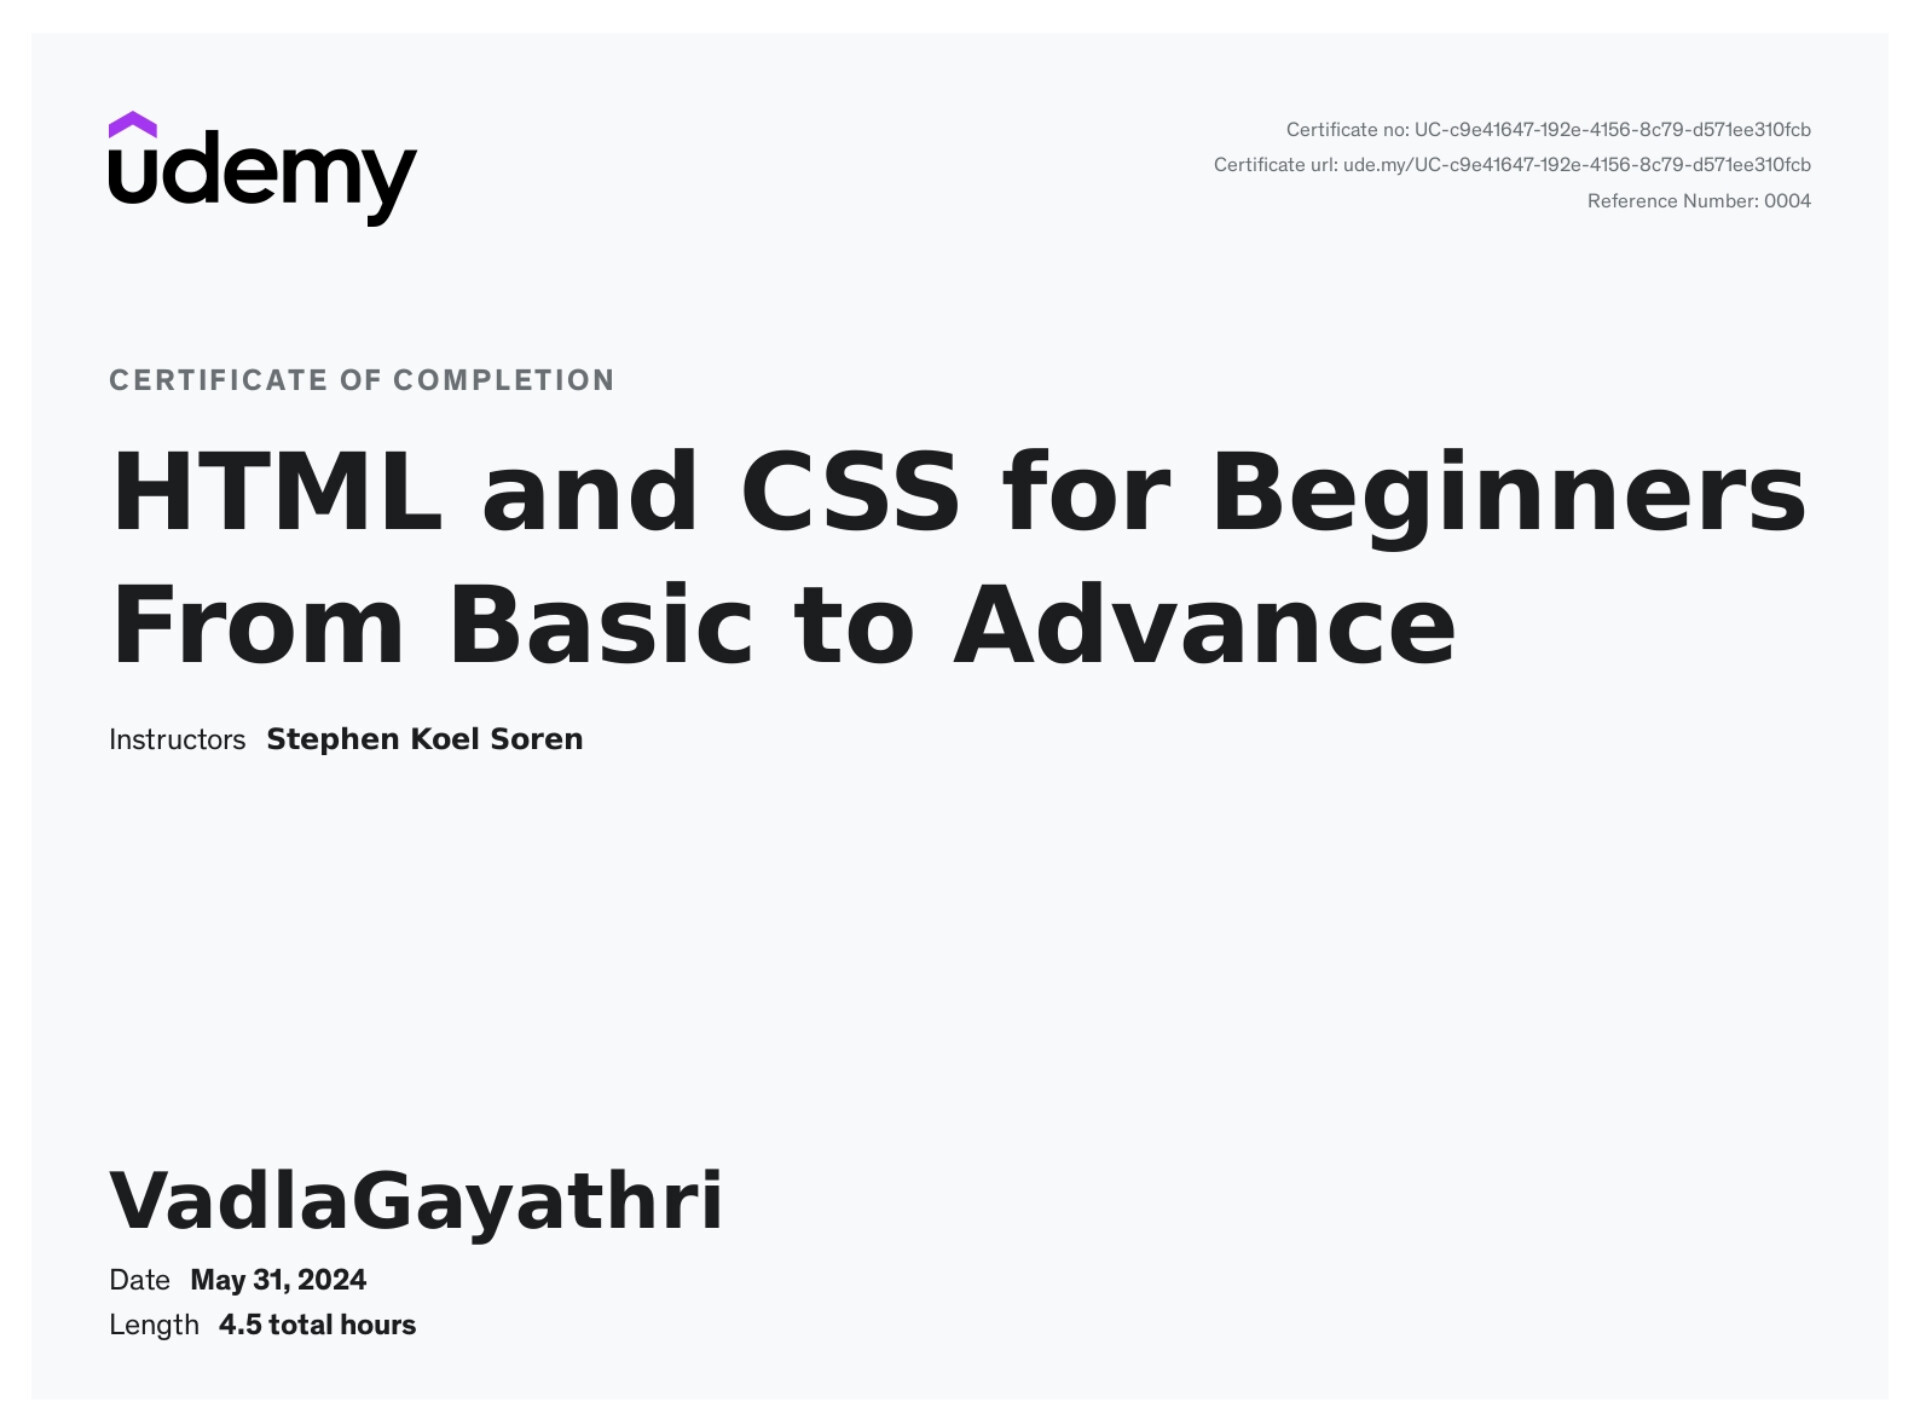 udemy
Certificate no: UC-c9e41647-192e-4156-8c79-d571ee310fcb
Certificate url: ude.my/UC-c9e41647-192e-4156-8c79-d571ee310fcb
Reference Number: 0004
CERTIFICATE OF COMPLETION
HTML and CSS for Beginners
From Basic to Advance
Instructors Stephen Koel Soren
VadlaGayathri
Date May 31, 2024
Length 4.5 total hours